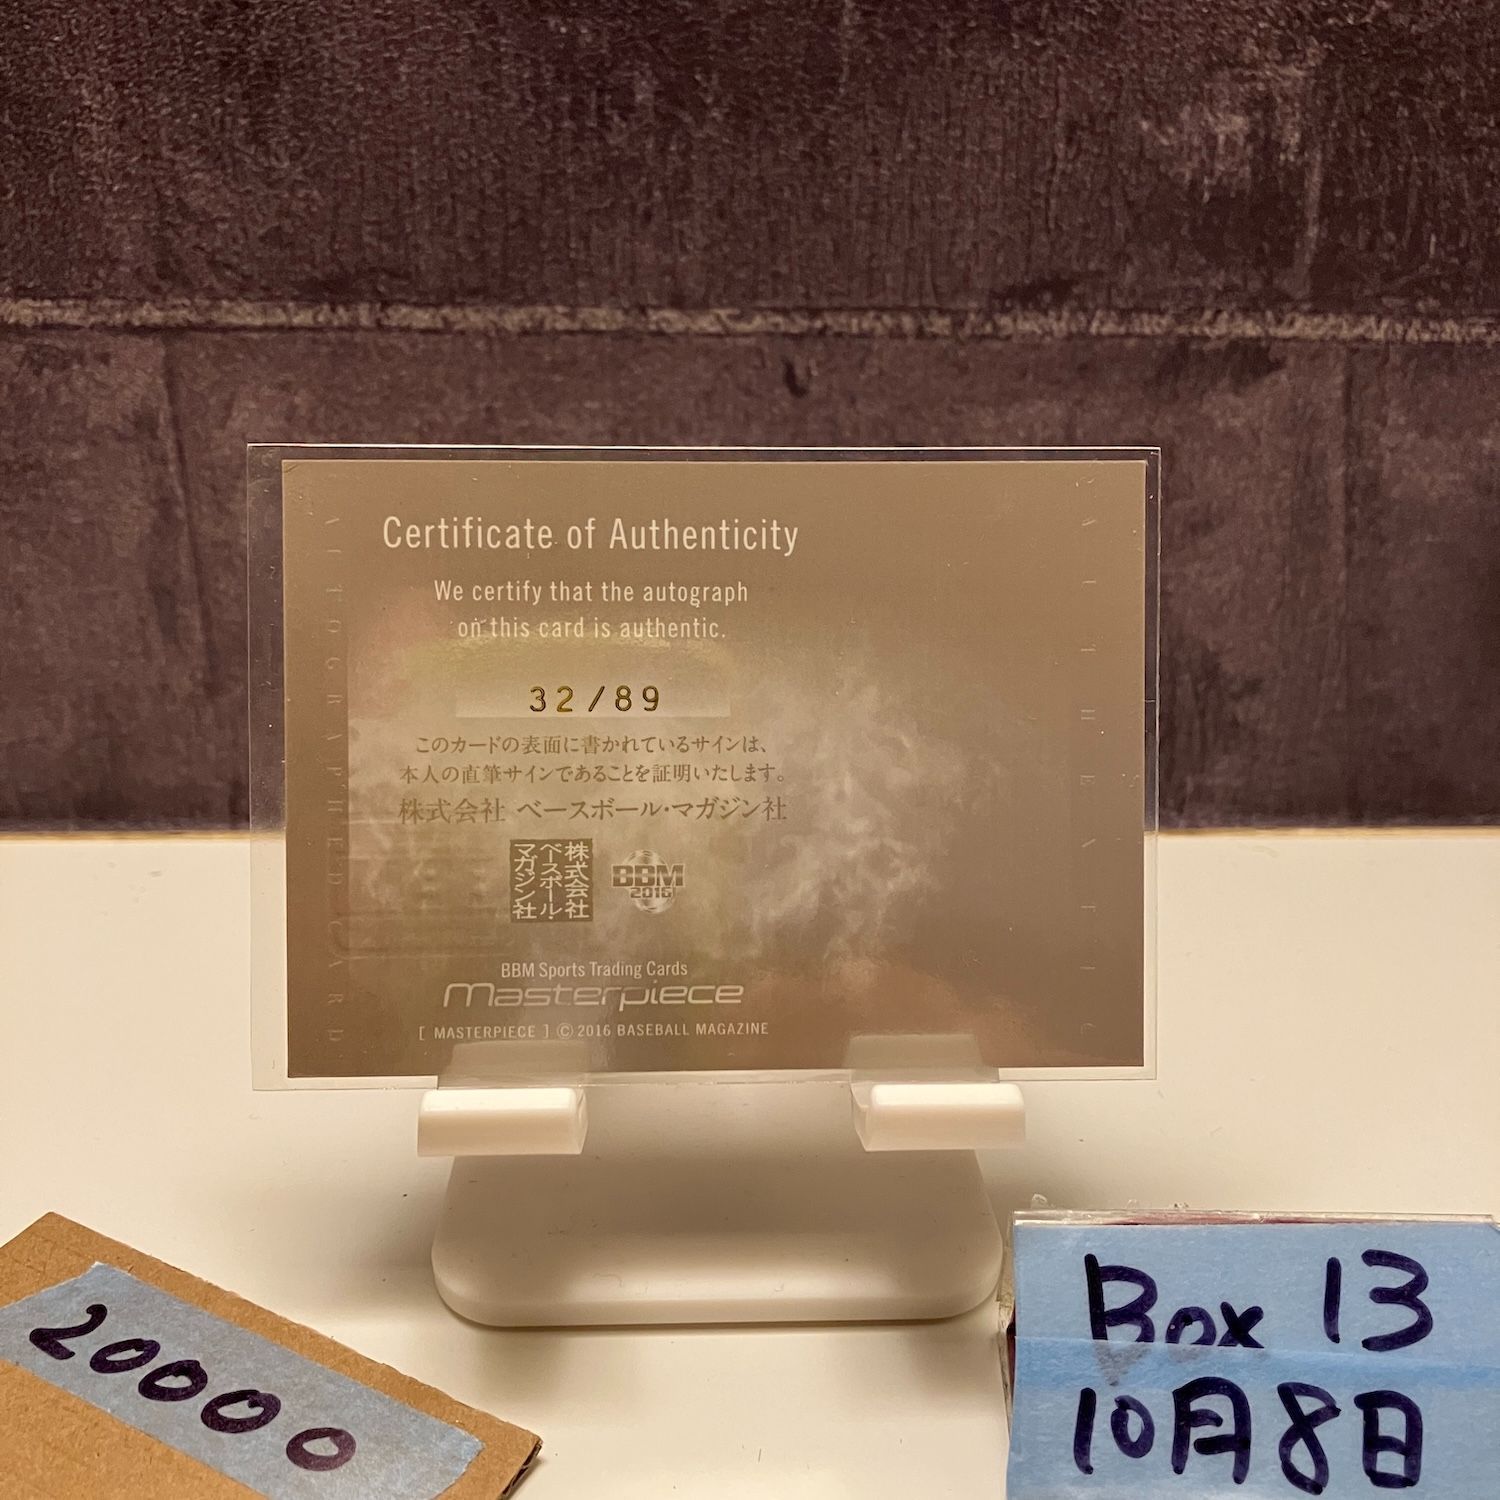 Certificate of Authenticity
We certify that the autograph
on this card is authentic.
32/89
このカードの表面に書かれているサインは、
本人の直筆サインであることを証明いたします。
株式会社 ベースボール・マガジン社
株式会社
ベースボール・
マガジン社
BBM
2016
BBM Sports Trading Cards
masterpiece
[ MASTERPIECE ] © 2016 BASEBALL MAGAZINE
AUTOGRAPHED CARD
AUTHENTIC
20000
Box 13
10月8日